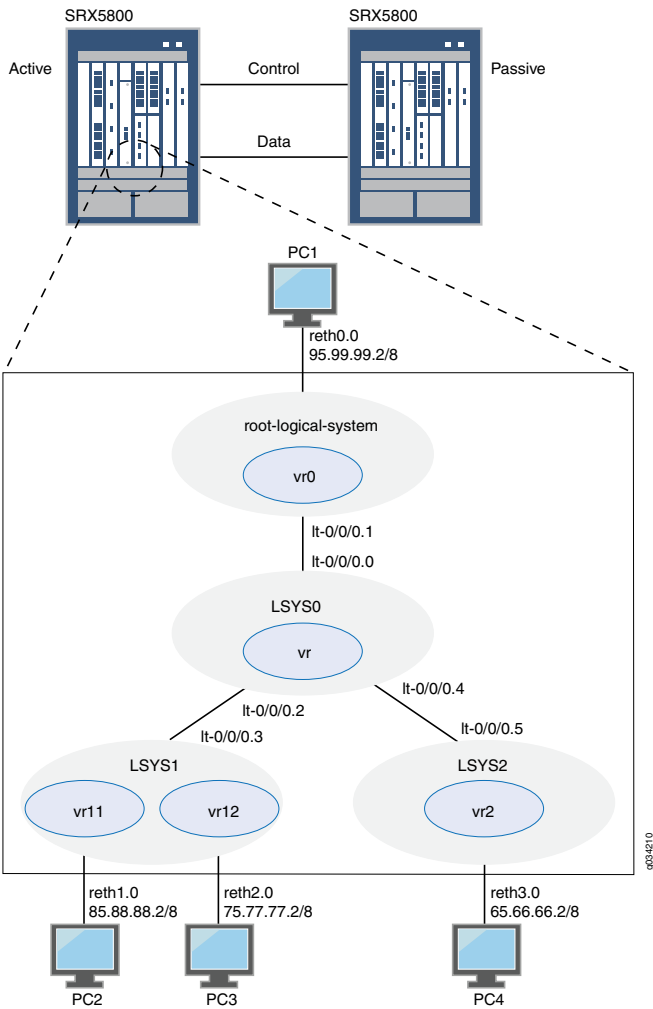 SRX5800
SRX5800
Active
Control
Passive
Data
PC1
reth0.0
95.99.99.2/8
root-logical-system
vr0
lt-0/0/0.1
lt-0/0/0.0
LSYS0
vr
lt-0/0/0.4
lt-0/0/0.2
lt-0/0/0.5
lt-0/0/0.3
LSYS1
LSYS2
vr11
vr12
vr2
g034210
reth1.0
85.88.88.2/8
reth2.0
75.77.77.2/8
reth3.0
65.66.66.2/8
PC2
PC3
PC4